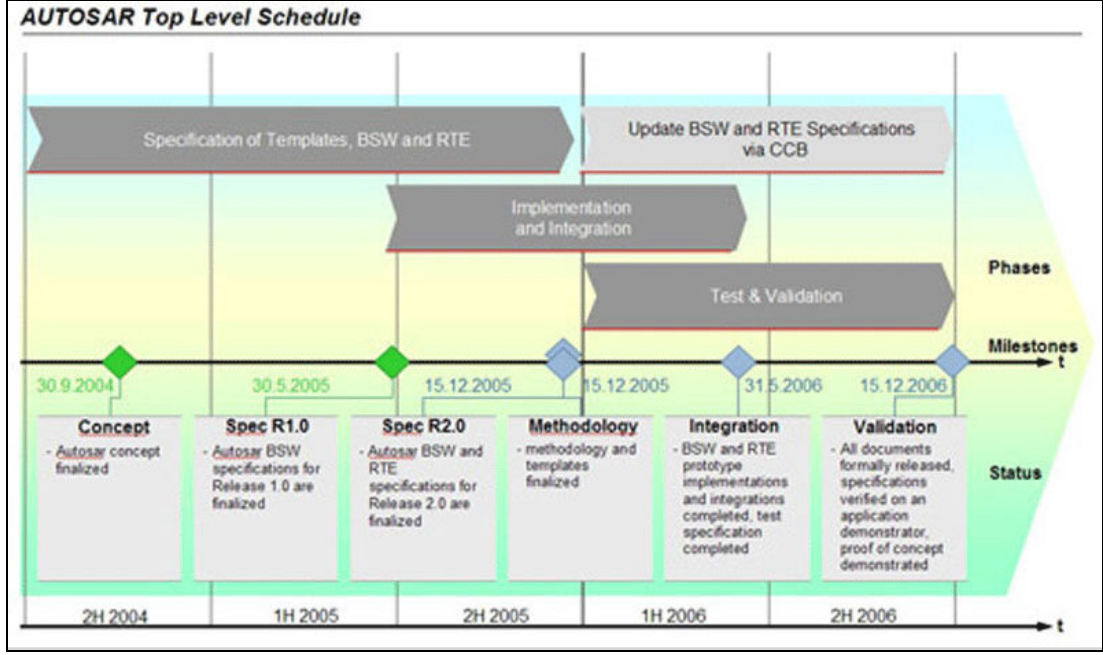 AUTOSAR Top Level Schedule
Specification of Templates, BSW and RTE
Update BSW and RTE Specifications
via CCB
Implementation
and Integration
Test & Validation
Phases
Milestones
t
30.9.2004
30.5.2005
15.12.2005
15.12.2005
31.5.2006
15.12.2006
Concept
- Autosar concept
finalized
Spec R1.0
- Autosar BSW
specifications for
Release 1.0 are
finalized
Spec R2.0
- Autosar BSW and
RTE
specifications for
Release 2.0 are
finalized
Methodology
- methodology and
templates
finalized
Integration
- BSW and RTE
prototype
implementations
and integrations
completed, test
specification
completed
Validation
- All documents
formally released,
specifications
verified on an
application
demonstrator,
proof of concept
demonstrated
Status
2H 2004
1H 2005
2H 2005
1H 2006
2H 2006
t